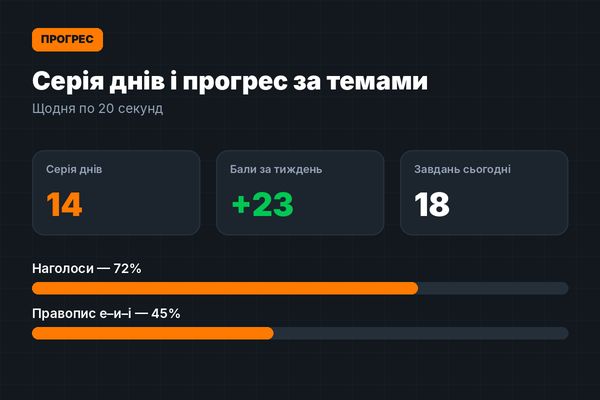 ПРОГРЕС
Серія днів і прогрес за темами
Щодня по 20 секунд
Серія днів
Бали за тиждень
Завдань сьогодні
14
+23
18
Наголоси — 72%
Правопис е–и–і — 45%